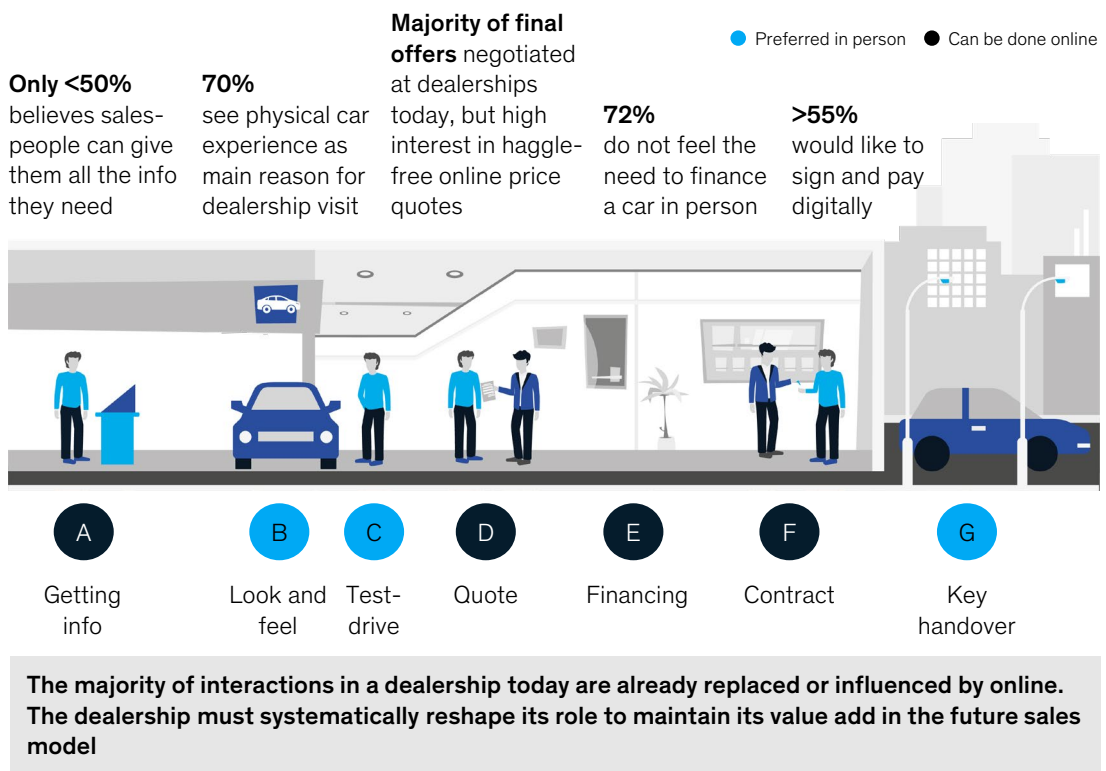 Only <50%
believes sales-
people can give
them all the info
they need
70%
see physical car
experience as
main reason for
dealership visit
Majority of final
offers negotiated
at dealerships
today, but high
interest in haggle-
free online price
quotes
72%
do not feel the
need to finance
a car in person
>55%
would like to
sign and pay
digitally
Preferred in person
Can be done online
A
Getting
info
B
Look and
feel
C
Test-
drive
D
Quote
E
Financing
F
Contract
G
Key
handover
The majority of interactions in a dealership today are already replaced or influenced by online.
The dealership must systematically reshape its role to maintain its value add in the future sales
model